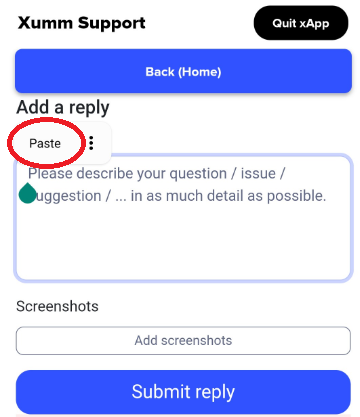 Xumm Support
Quit xApp
Back (Home)
Add a reply
Paste
Please describe your question / issue /
uggestion / ... in as much detail as possible.
Screenshots
Add screenshots
Submit reply